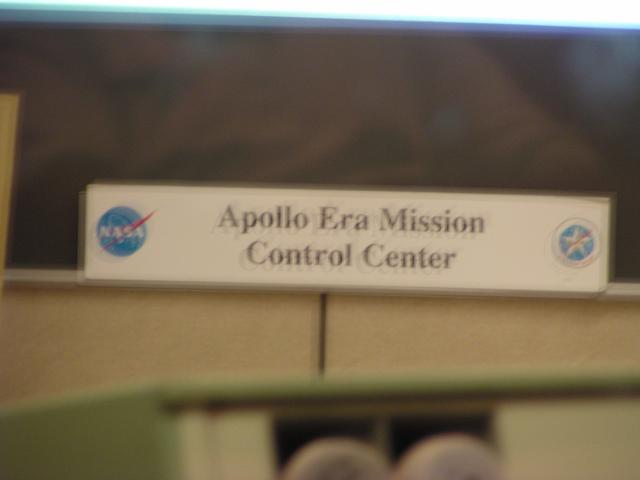 Apollo Era Mission
Control Center
NASA